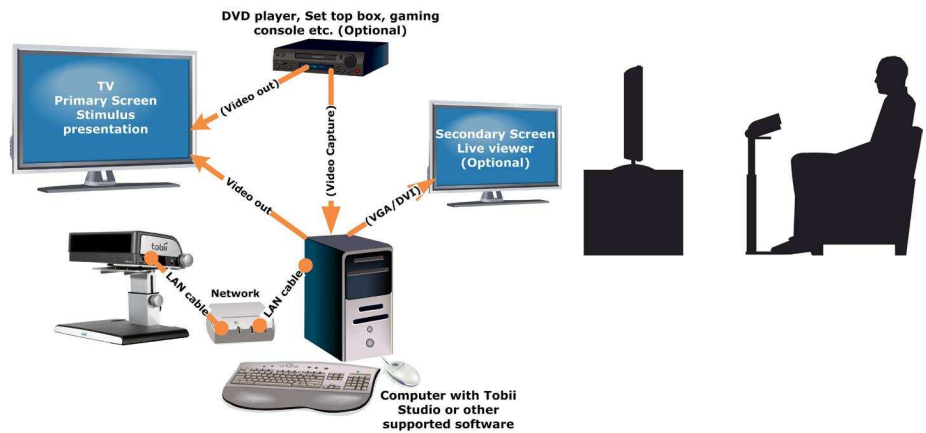 DVD player, Set top box, gaming
console etc. (Optional)
TV
Primary Screen
Stimulus
presentation
(Video out)
(Video Capture)
Secondary Screen
Live viewer
(Optional)
Video out
(VGA/DVI)
tobii
LAN cable
Network
LAN cable
Computer with Tobii
Studio or other
supported software